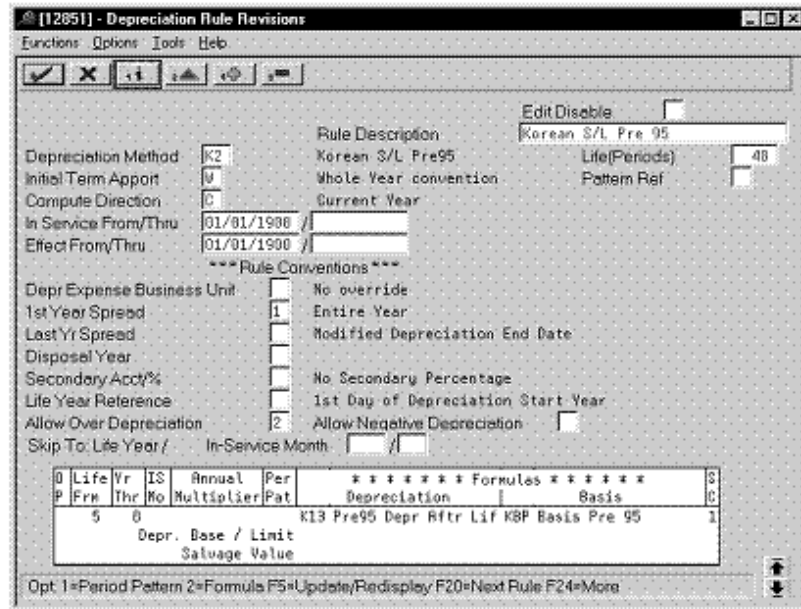 [12851] - Depreciation Rule Revisions
Functions Options Tools Help
Edit Disable
Rule Description Korean S/L Pre 95
Depreciation Method K2 Korean S/L Pre95 Life(Periods) 48
Initial Term Apport W Whole Year convention Pattern Ref
Compute Direction C Current Year
In Service From/Thru 01/01/1900 /
Effect From/Thru 01/01/1900 /
***Rule Conventions***
Depr Expense Business Unit No override
1st Year Spread 1 Entire Year
Last Yr Spread Modified Depreciation End Date
Disposal Year
Secondary Acct/% No Secondary Percentage
Life Year Reference 1st Day of Depreciation Start Year
Allow Over Depreciation 2 Allow Negative Depreciation
Skip To: Life Year / In-Service Month /
O Life Yr IS Annual Per * * * * * * * Formulas * * * * * * S
P Frm Thr No Multiplier Pat Depreciation | Basis C
5 0 K13 Pre95 Depr Aftr Lif KBP Basis Pre 95 1
Depr. Base / Limit
Salvage Value
Opt: 1=Period Pattern 2=Formula F5=Update/Redisplay F20=Next Rule F24=More